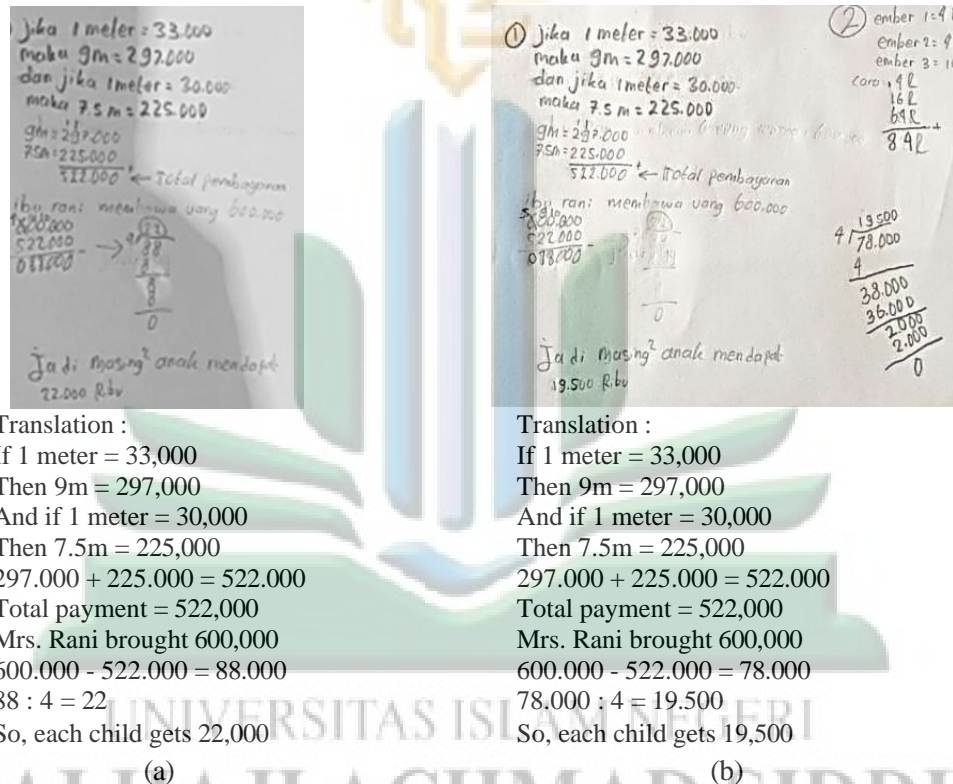 jika 1 meter = 33.000
maka 9m = 297.000
dan jika 1 meter = 30.000
maka 7.5 m = 225.000
9m = 297.000
75m = 225.000
522.000 + ← Total pembayaran
ibu rani membawa uang 600.000
522.000 -
088.000
88
8
0
Jadi masing² anak mendapat
22.000 Ribu
① jika 1 meter = 33.000
maka 9m = 297.000
dan jika 1 meter = 30.000
maka 7.5 m = 225.000
9m = 297.000
75m = 225.000
522.000 + ← Total pembayaran
ibu rani membawa uang 600.000
522.000 -
078000
0
Jadi masing² anak mendapat
19.500 Ribu
② ember 1 = 4
ember 2 = 4
ember 3 = 1
cara 4 l
16 l
64 l +
84 l
19500
4 / 78.000
4
38.000
36.000
2.000
2.000
0
Translation :
If 1 meter = 33,000
Then 9m = 297,000
And if 1 meter = 30,000
Then 7.5m = 225,000
297.000 + 225.000 = 522.000
Total payment = 522,000
Mrs. Rani brought 600,000
600.000 - 522.000 = 88.000
88 : 4 = 22
So, each child gets 22,000
(a)
Translation :
If 1 meter = 33,000
Then 9m = 297,000
And if 1 meter = 30,000
Then 7.5m = 225,000
297.000 + 225.000 = 522.000
Total payment = 522,000
Mrs. Rani brought 600,000
600.000 - 522.000 = 78.000
78.000 : 4 = 19.500
So, each child gets 19,500
(b)
UNIVERSITAS ISLAM NEGERI